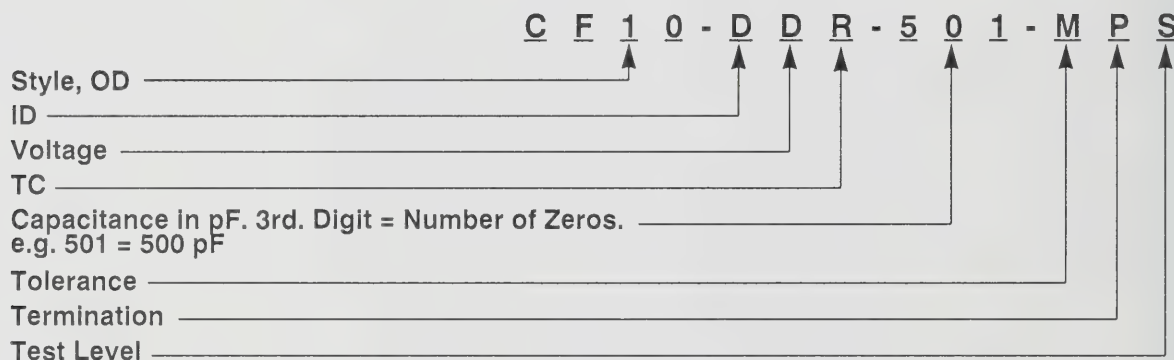 C F 1 0 - D D R - 5 0 1 - M P S
Style, OD
ID
Voltage
TC
Capacitance in pF. 3rd. Digit = Number of Zeros.
e.g. 501 = 500 pF
Tolerance
Termination
Test Level